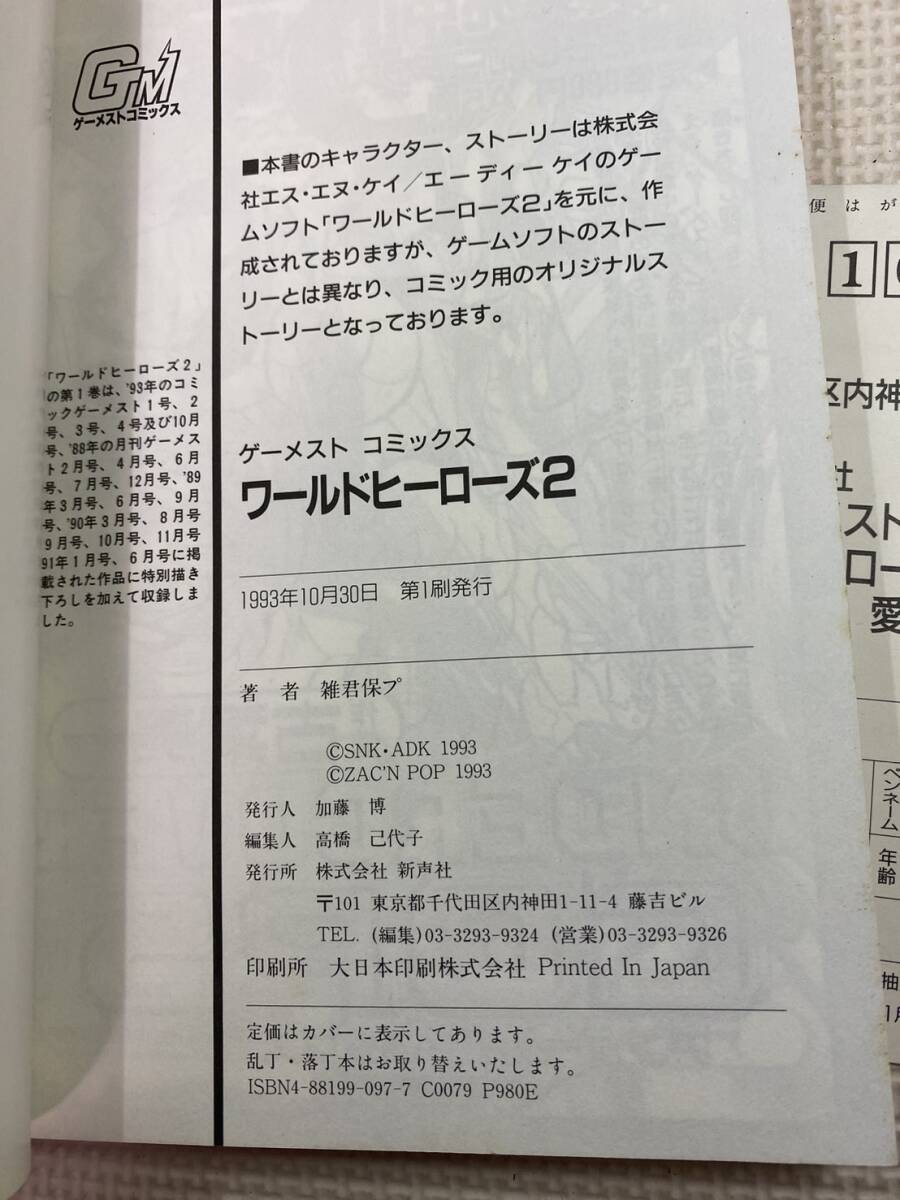 GM
ゲーメストコミックス
■本書のキャラクター、ストーリーは株式会
社エス・エヌ・ケイ／エー ディー ケイのゲー
ムソフト「ワールドヒーローズ2」を元に、作
成されておりますが、ゲームソフトのストー
リーとは異なり、コミック用のオリジナルス
トーリーとなっております。
「ワールドヒーローズ2」
の第1巻は、'93年のコミ
ックゲーメスト1号、2
号、3号、4号及び10月
号、'88年の月刊ゲーメス
ト2月号、4月号、6月
号、7月号、12月号、'89
年3月号、6月号、9月
号、'90年3月号、8月号
9月号、10月号、11月号
91年1月号、6月号に掲
載された作品に特別描き
下ろしを加えて収録しま
した。
ゲーメスト コミックス
ワールドヒーローズ2
1993年10月30日 第1刷発行
著 者 雑君保プ
©SNK・ADK 1993
©ZAC'N POP 1993
発行人 加藤 博
編集人 高橋 己代子
発行所 株式会社 新声社
〒101 東京都千代田区内神田1-11-4 藤吉ビル
TEL. (編集)03-3293-9324 (営業)03-3293-9326
印刷所 大日本印刷株式会社 Printed In Japan
定価はカバーに表示してあります。
乱丁・落丁本はお取り替えいたします。
ISBN4-88199-097-7 C0079 P980E
便 は が
1
区内神
社
スト
ロー
愛
ペンネーム
年齢
抽